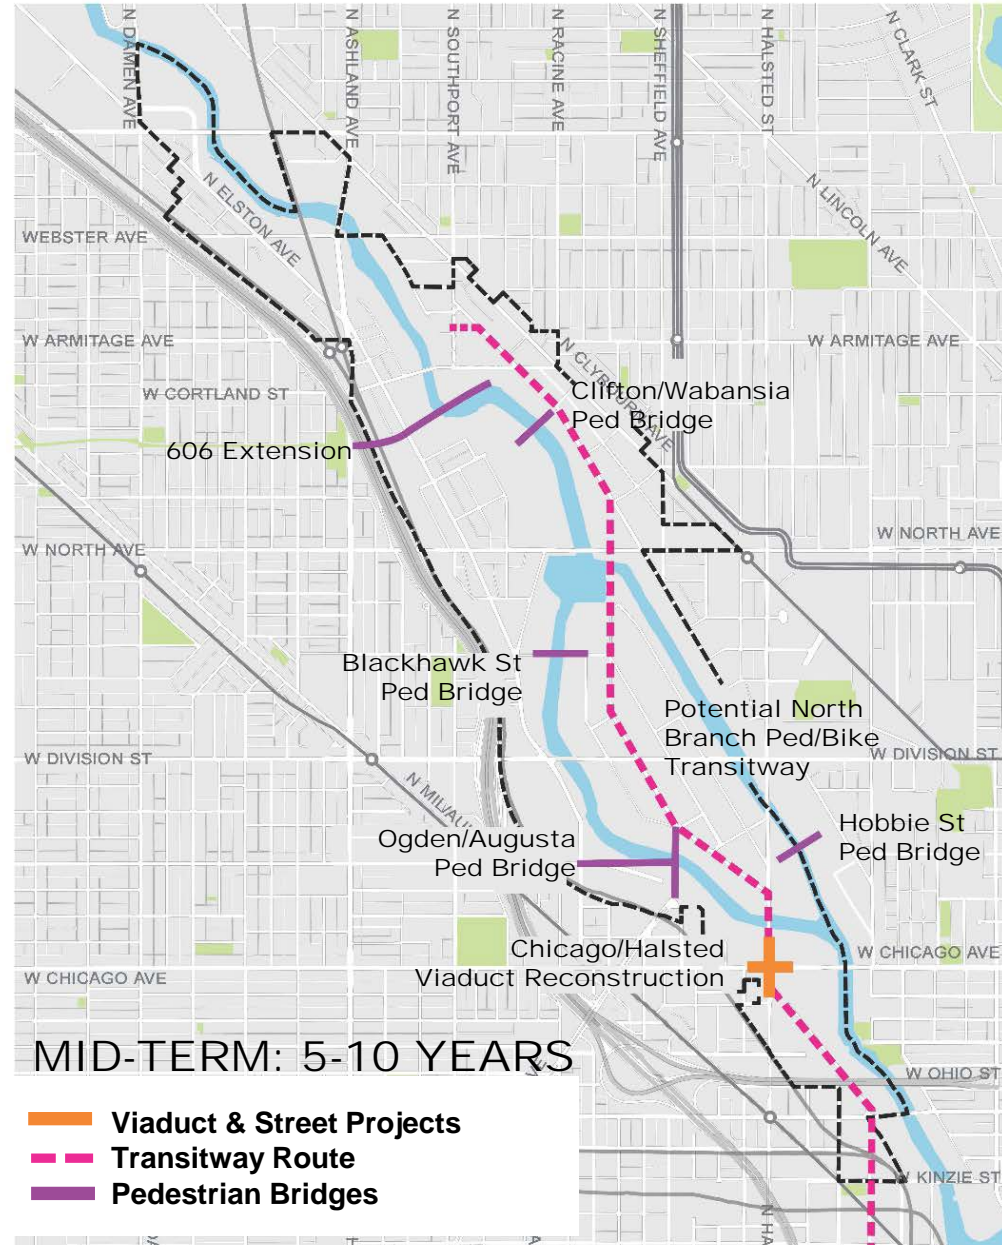 N DAMEN AVE
N ASHLAND AVE
N SOUTHPORT AVE
N RACINE AVE
N SHEFFIELD AVE
N HALSTED ST
N CLARK ST
N ELSTON AVE
N LINCOLN AVE
WEBSTER AVE
W ARMITAGE AVE
W ARMITAGE AVE
N CLYBOURN AVE
W CORTLAND ST
Clifton/Wabansia
Ped Bridge
606 Extension
W NORTH AVE
W NORTH AVE
Blackhawk St
Ped Bridge
Potential North
Branch Ped/Bike
Transitway
W DIVISION ST
W DIVISION ST
N MILWAU
Ogden/Augusta
Ped Bridge
Hobbie St
Ped Bridge
Chicago/Halsted
Viaduct Reconstruction
W CHICAGO AVE
W CHICAGO AVE
MID-TERM: 5-10 YEARS
W OHIO ST
Viaduct & Street Projects
Transitway Route
Pedestrian Bridges
W KINZIE ST
N HA